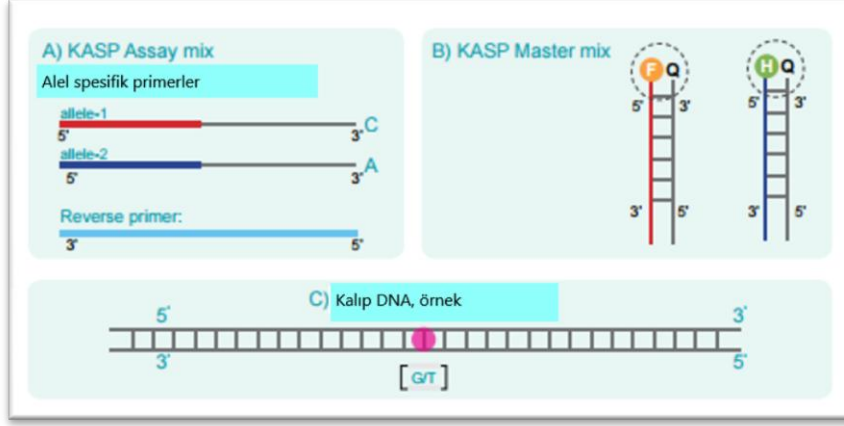 A) KASP Assay mix
Alel spesifik primerler
allele-1
5' 3' C
allele-2
5' 3' A
Reverse primer:
3' 5'
B) KASP Master mix
F Q
5' 3'
3' 5'
H Q
5' 3'
3' 5'
C) Kalıp DNA, örnek
5' 3'
3' 5'
[G/T]